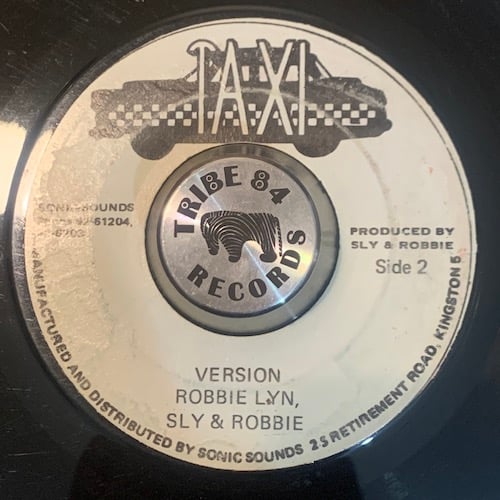 TAXI
SONIC SOUNDS
PRODUCED BY
SLY & ROBBIE
Side 2
TRIBE 84
RECORDS
VERSION
ROBBIE LYN,
SLY & ROBBIE
MANUFACTURED AND DISTRIBUTED BY SONIC SOUNDS 25 RETIREMENT ROAD, KINGSTON 5